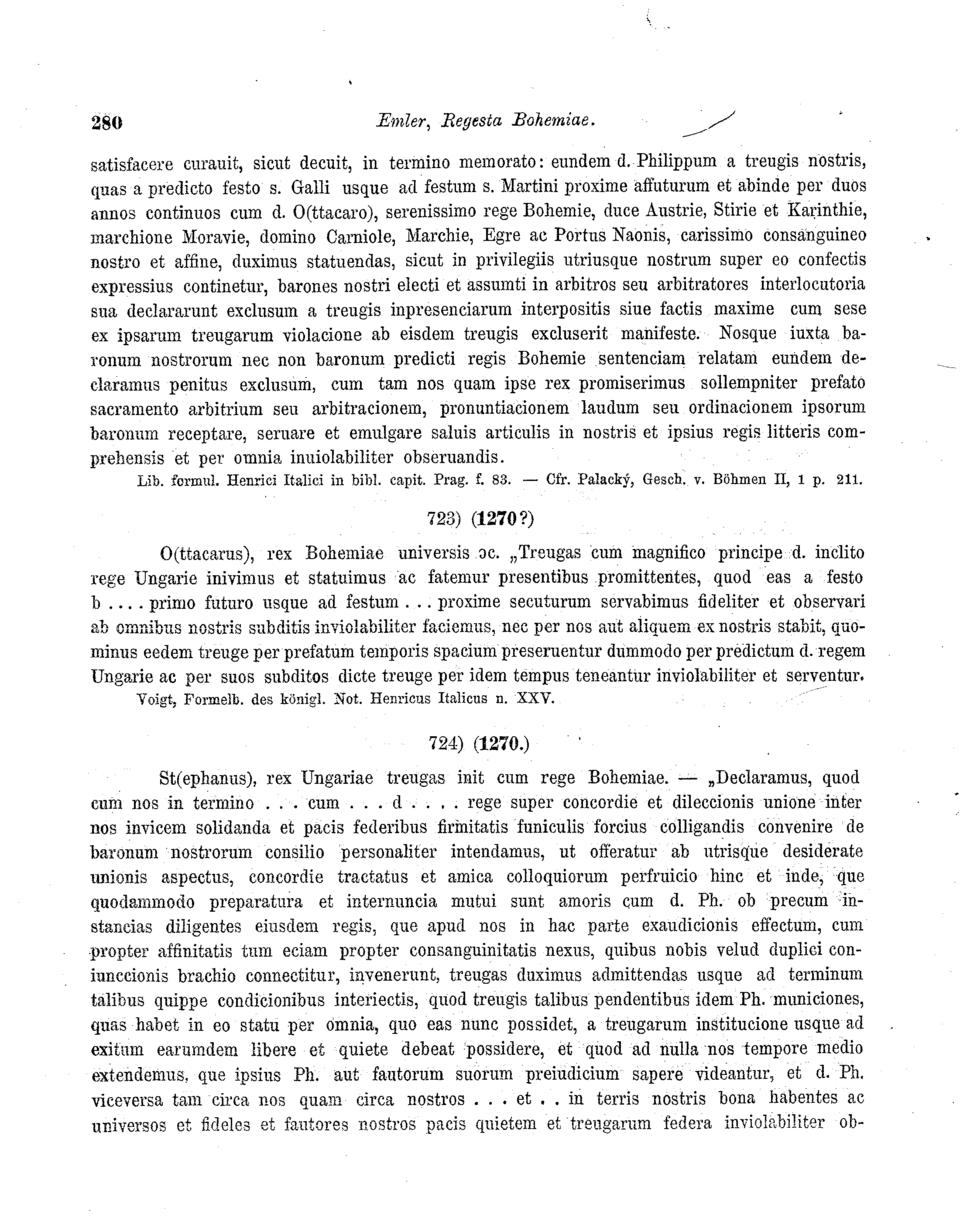 280 Emler, Regesta Bohemiae.
satisfacere curauit, sicut decuit, in termino memorato: eundem d. Philippum a treugis nostris,
quas a predicto festo s. Galli usque ad festum s. Martini proxime affuturum et abinde per duos
annos continuos cum d. O(ttacaro), serenissimo rege Bohemie, duce Austrie, Stirie et Karinthie,
marchione Moravie, domino Carniole, Marchie, Egre ac Portus Naonis, carissimo consanguineo
nostro et affine, duximus statuendas, sicut in privilegiis utriusque nostrum super eo confectis
expressius continetur, barones nostri electi et assumti in arbitros seu arbitratores interlocutoria
sua declararunt exclusum a treugis inpresenciarum interpositis siue factis maxime cum sese
ex ipsarum treugarum violacione ab eisdem treugis excluserit manifeste. Nosque iuxta ba-
ronum nostrorum nec non baronum predicti regis Bohemie sentenciam relatam eundem de-
claramus penitus exclusum, cum tam nos quam ipse rex promiserimus sollempniter prefato
sacramento arbitrium seu arbitracionem, pronuntiacionem laudum seu ordinacionem ipsorum
baronum receptare, seruare et emulgare saluis articulis in nostris et ipsius regis litteris com-
prehensis et per omnia inuiolabiliter obseruandis.
Lib. formul. Henrici Italici in bibl. capit. Prag. f. 83. — Cfr. Palacký, Gesch. v. Böhmen II, 1 p. 211.
723) (1270?)
O(ttacarus), rex Bohemiae universis ꝛc. „Treugas cum magnifico principe d. inclito
rege Ungarie inivimus et statuimus ac fatemur presentibus promittentes, quod eas a festo
b .... primo futuro usque ad festum ... proxime secuturum servabimus fideliter et observari
ab omnibus nostris subditis inviolabiliter faciemus, nec per nos aut aliquem ex nostris stabit, quo-
minus eedem treuge per prefatum temporis spacium preseruentur dummodo per predictum d. regem
Ungarie ac per suos subditos dicte treuge per idem tempus teneantur inviolabiliter et serventur.
Voigt, Formelb. des königl. Not. Henricus Italicus n. XXV.
724) (1270.)
St(ephanus), rex Ungariae treugas init cum rege Bohemiae. — „Declaramus, quod
cum nos in termino . . . cum . . . d . . . . rege super concordie et dileccionis unione inter
nos invicem solidanda et pacis federibus firmitatis funiculis forcius colligandis convenire de
baronum nostrorum consilio personaliter intendamus, ut offeratur ab utrisque desiderate
unionis aspectus, concordie tractatus et amica colloquiorum perfruicio hinc et inde, que
quodammodo preparatura et internuncia mutui sunt amoris cum d. Ph. ob precum in-
stancias diligentes eiusdem regis, que apud nos in hac parte exaudicionis effectum, cum
propter affinitatis tum eciam propter consanguinitatis nexus, quibus nobis velud duplici con-
iunccionis brachio connectitur, invenerunt, treugas duximus admittendas usque ad terminum
talibus quippe condicionibus interiectis, quod treugis talibus pendentibus idem Ph. municiones,
quas habet in eo statu per omnia, quo eas nunc possidet, a treugarum institucione usque ad
exitum earumdem libere et quiete debeat possidere, et quod ad nulla nos tempore medio
extendemus, que ipsius Ph. aut fautorum suorum preiudicium sapere videantur, et d. Ph.
viceversa tam circa nos quam circa nostros . . . et . . in terris nostris bona habentes ac
universos et fideles et fautores nostros pacis quietem et treugarum federa inviolabiliter ob-